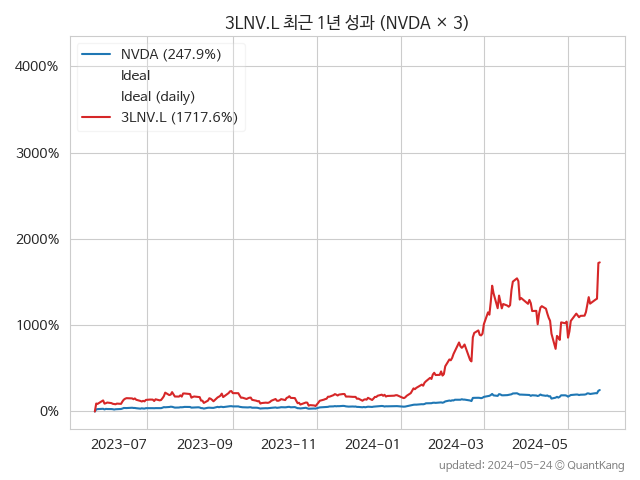 3LNV.L 최근 1년 성과 (NVDA × 3)
NVDA (247.9%)
Ideal
Ideal (daily)
3LNV.L (1717.6%)
4000%
3000%
2000%
1000%
0%
2023-07
2023-09
2023-11
2024-01
2024-03
2024-05
updated: 2024-05-24 © QuantKang